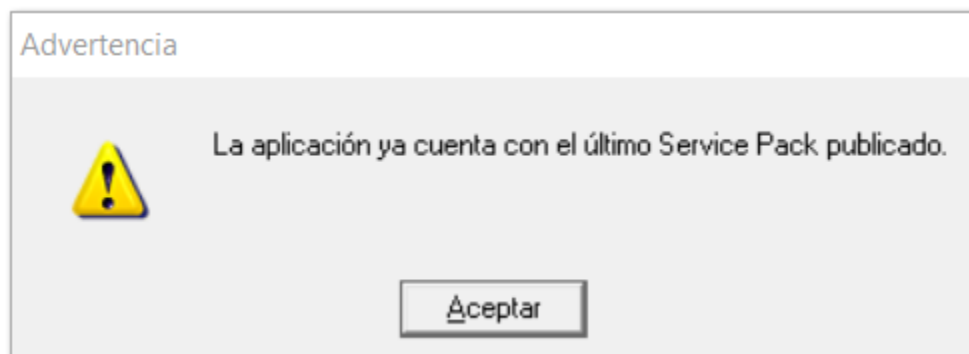 Advertencia
La aplicación ya cuenta con el último Service Pack publicado.
Aceptar